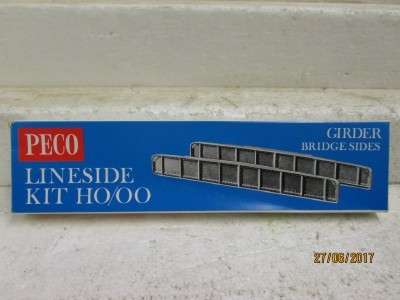 PECO
LINESIDE
KIT HO/OO
GIRDER
BRIDGE SIDES
27/08/2017